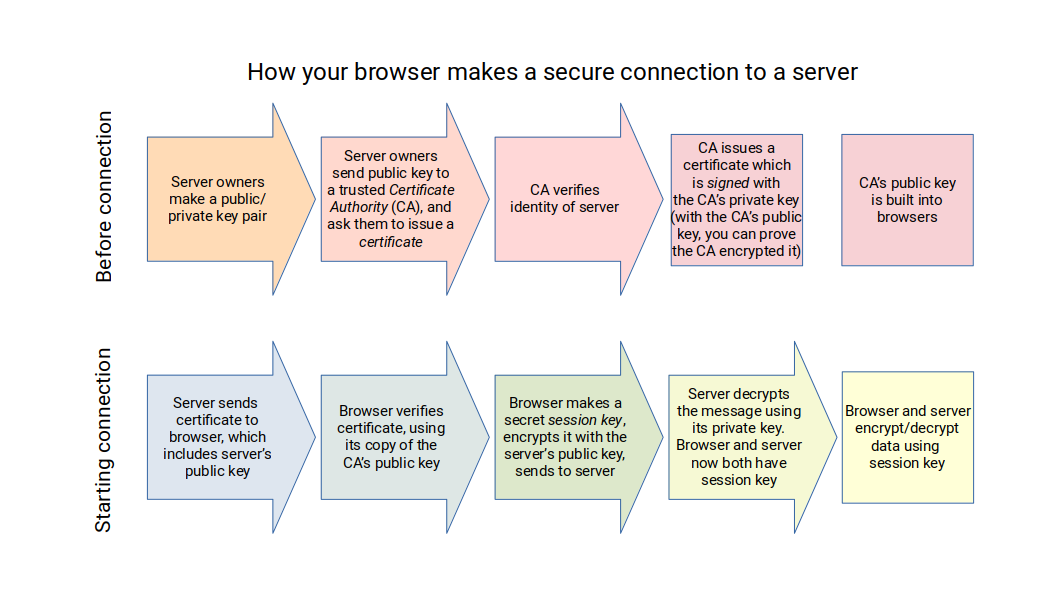 How your browser makes a secure connection to a server
Before connection
Server owners
make a public/
private key pair
Server owners
send public key to
a trusted Certificate
Authority (CA), and
ask them to issue a
certificate
CA verifies
identity of server
CA issues a
certificate which
is signed with
the CA's private key
(with the CA's public
key, you can prove
the CA encrypted it)
CA's public key
is built into
browsers
Starting connection
Server sends
certificate to
browser, which
includes server's
public key
Browser verifies
certificate, using
its copy of the
CA's public key
Browser makes a
secret session key,
encrypts it with the
server's public key,
sends to server
Server decrypts
the message using
its private key.
Browser and server
now both have
session key
Browser and server
encrypt/decrypt
data using
session key